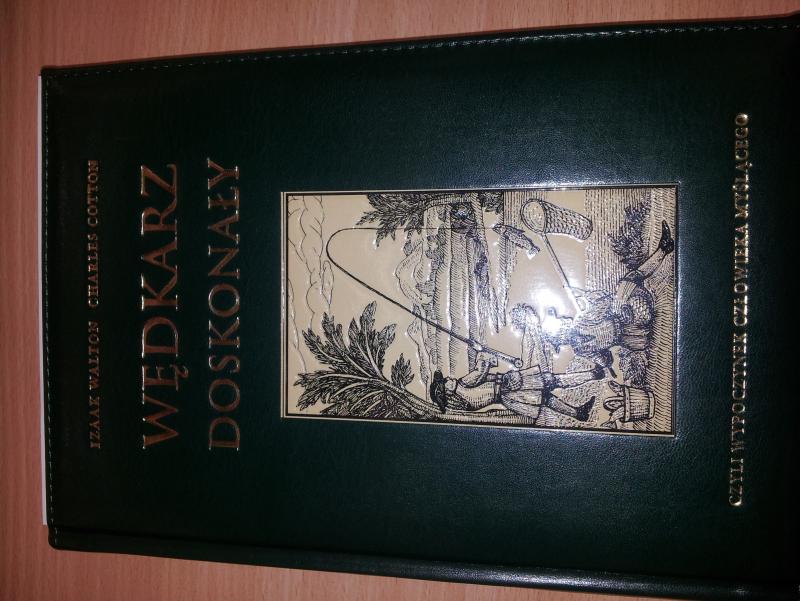 IZAAK WALTON CHARLES COTTON
WĘDKARZ
DOSKONAŁY
CZYLI WYPOCZYNEK CZŁOWIEKA MYŚLĄCEGO